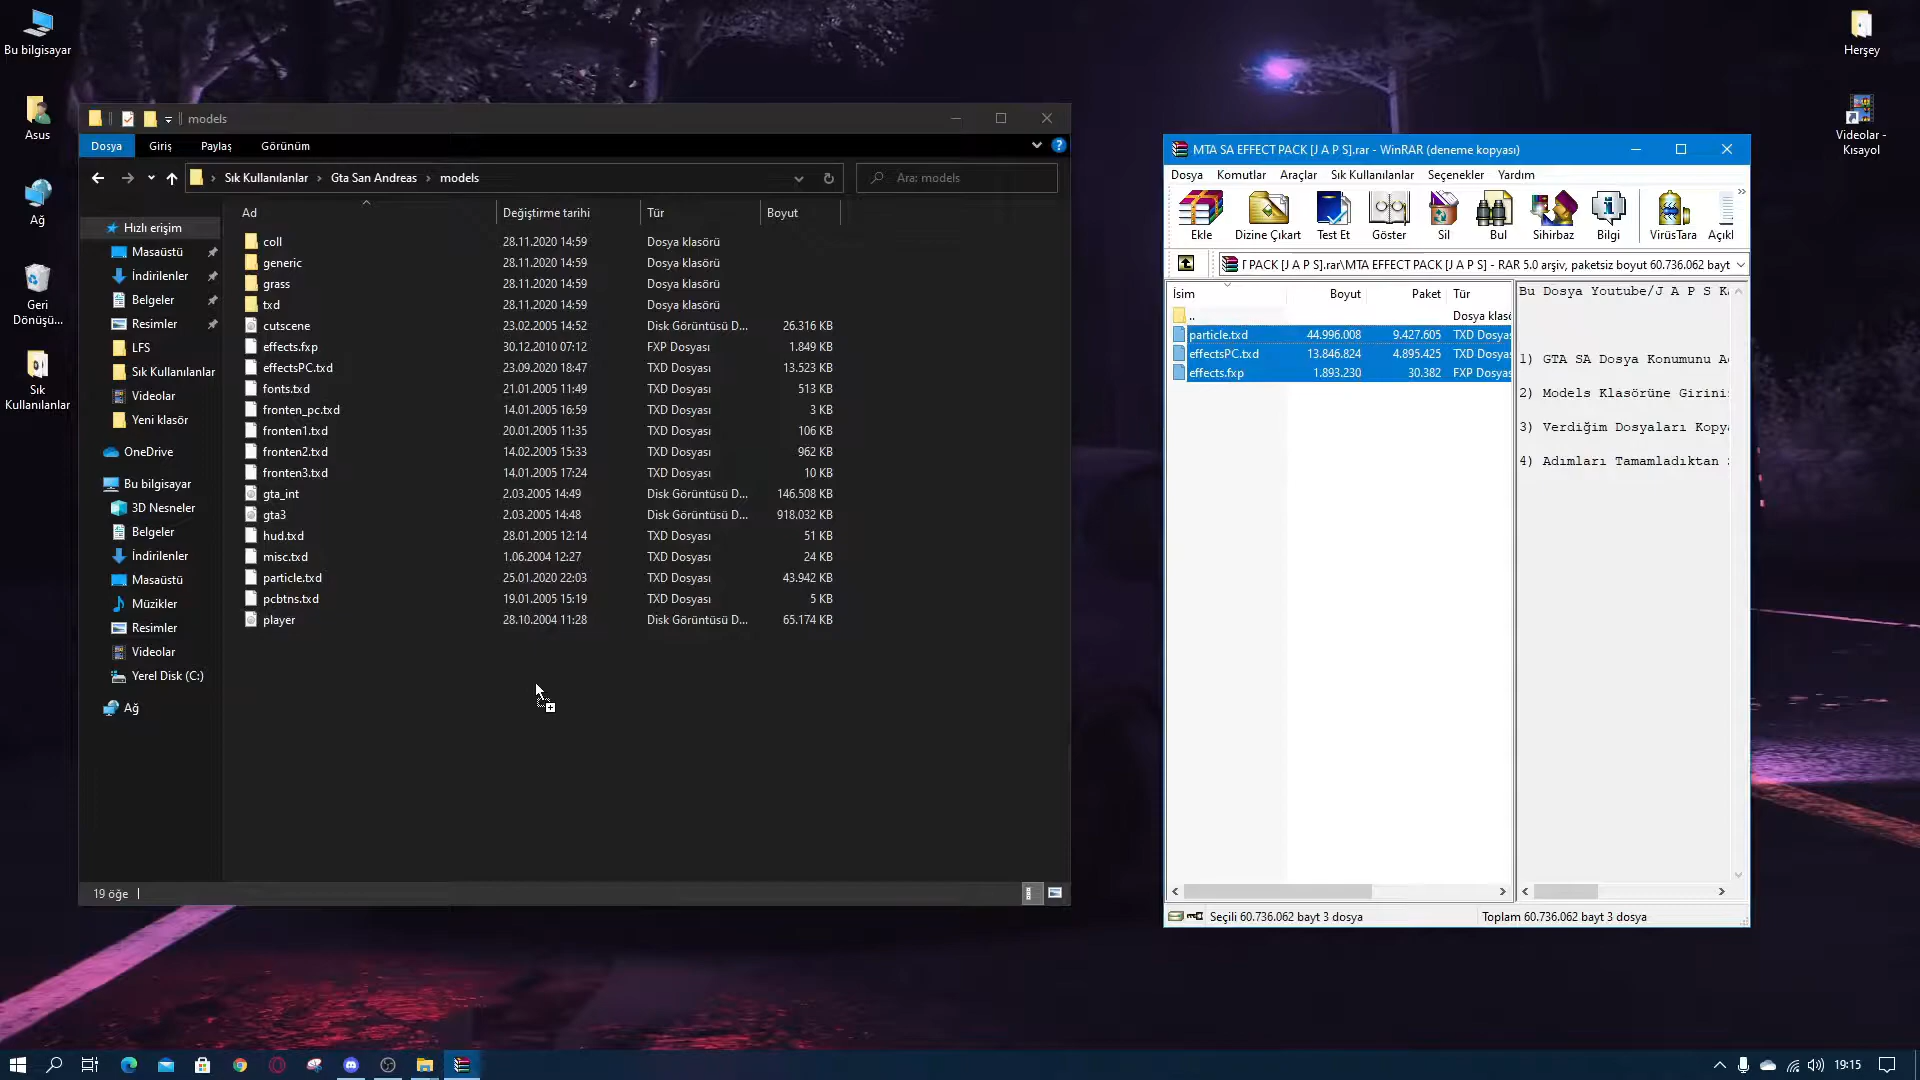 Bu bilgisayar
Asus
Ağ
Geri
Dönüşü...
Sık
Kullanılanlar
Herşey
Videolar -
Kısayol
models
Dosya
Giriş
Paylaş
Görünüm
Sık Kullanılanlar
Gta San Andreas
models
Ara: models
Ad
Değiştirme tarihi
Tür
Boyut
Hızlı erişim
Masaüstü
İndirilenler
Belgeler
Resimler
LFS
Sık Kullanılanlar
Videolar
Yeni klasör
OneDrive
Bu bilgisayar
3D Nesneler
Belgeler
İndirilenler
Masaüstü
Müzikler
Resimler
Videolar
Yerel Disk (C:)
Ağ
coll 28.11.2020 14:59 Dosya klasörü
generic 28.11.2020 14:59 Dosya klasörü
grass 28.11.2020 14:59 Dosya klasörü
txd 28.11.2020 14:59 Dosya klasörü
cutscene 23.02.2005 14:52 Disk Görüntüsü D... 26.316 KB
effects.fxp 30.12.2010 07:12 FXP Dosyası 1.849 KB
effectsPC.txd 23.09.2020 18:47 TXD Dosyası 13.523 KB
fonts.txd 21.01.2005 11:49 TXD Dosyası 513 KB
fronten_pc.txd 14.01.2005 16:59 TXD Dosyası 3 KB
fronten1.txd 20.01.2005 11:35 TXD Dosyası 106 KB
fronten2.txd 14.02.2005 15:33 TXD Dosyası 962 KB
fronten3.txd 14.01.2005 17:24 TXD Dosyası 10 KB
gta_int 2.03.2005 14:49 Disk Görüntüsü D... 146.508 KB
gta3 2.03.2005 14:48 Disk Görüntüsü D... 918.032 KB
hud.txd 28.01.2005 12:14 TXD Dosyası 51 KB
misc.txd 1.06.2004 12:27 TXD Dosyası 24 KB
particle.txd 25.01.2020 22:03 TXD Dosyası 43.942 KB
pcbtns.txd 19.01.2005 15:19 TXD Dosyası 5 KB
player 28.10.2004 11:28 Disk Görüntüsü D... 65.174 KB
19 öğe
MTA SA EFFECT PACK [J A P S].rar - WinRAR (deneme kopyası)
Dosya Komutlar Araçlar Sık Kullanılanlar Seçenekler Yardım
Ekle Dizine Çıkart Test Et Göster Sil Bul Sihirbaz Bilgi VirüsTara Açıkl
PACK [J A P S].rar\MTA EFFECT PACK [J A P S] - RAR 5.0 arşiv, paketsiz boyut 60.736.062 bayt
İsim Boyut Paket Tür
.. Dosya klasö
particle.txd 44.996.008 9.427.605 TXD Dosyas
effectsPC.txd 13.846.824 4.895.425 TXD Dosyas
effects.fxp 1.893.230 30.382 FXP Dosyas
Bu Dosya Youtube/J A P S K
1) GTA SA Dosya Konumunu A
2) Models Klasörüne Girini
3) Verdiğim Dosyaları Kopy
4) Adımları Tamamladıktan
Seçili 60.736.062 bayt 3 dosya
Toplam 60.736.062 bayt 3 dosya
19:15